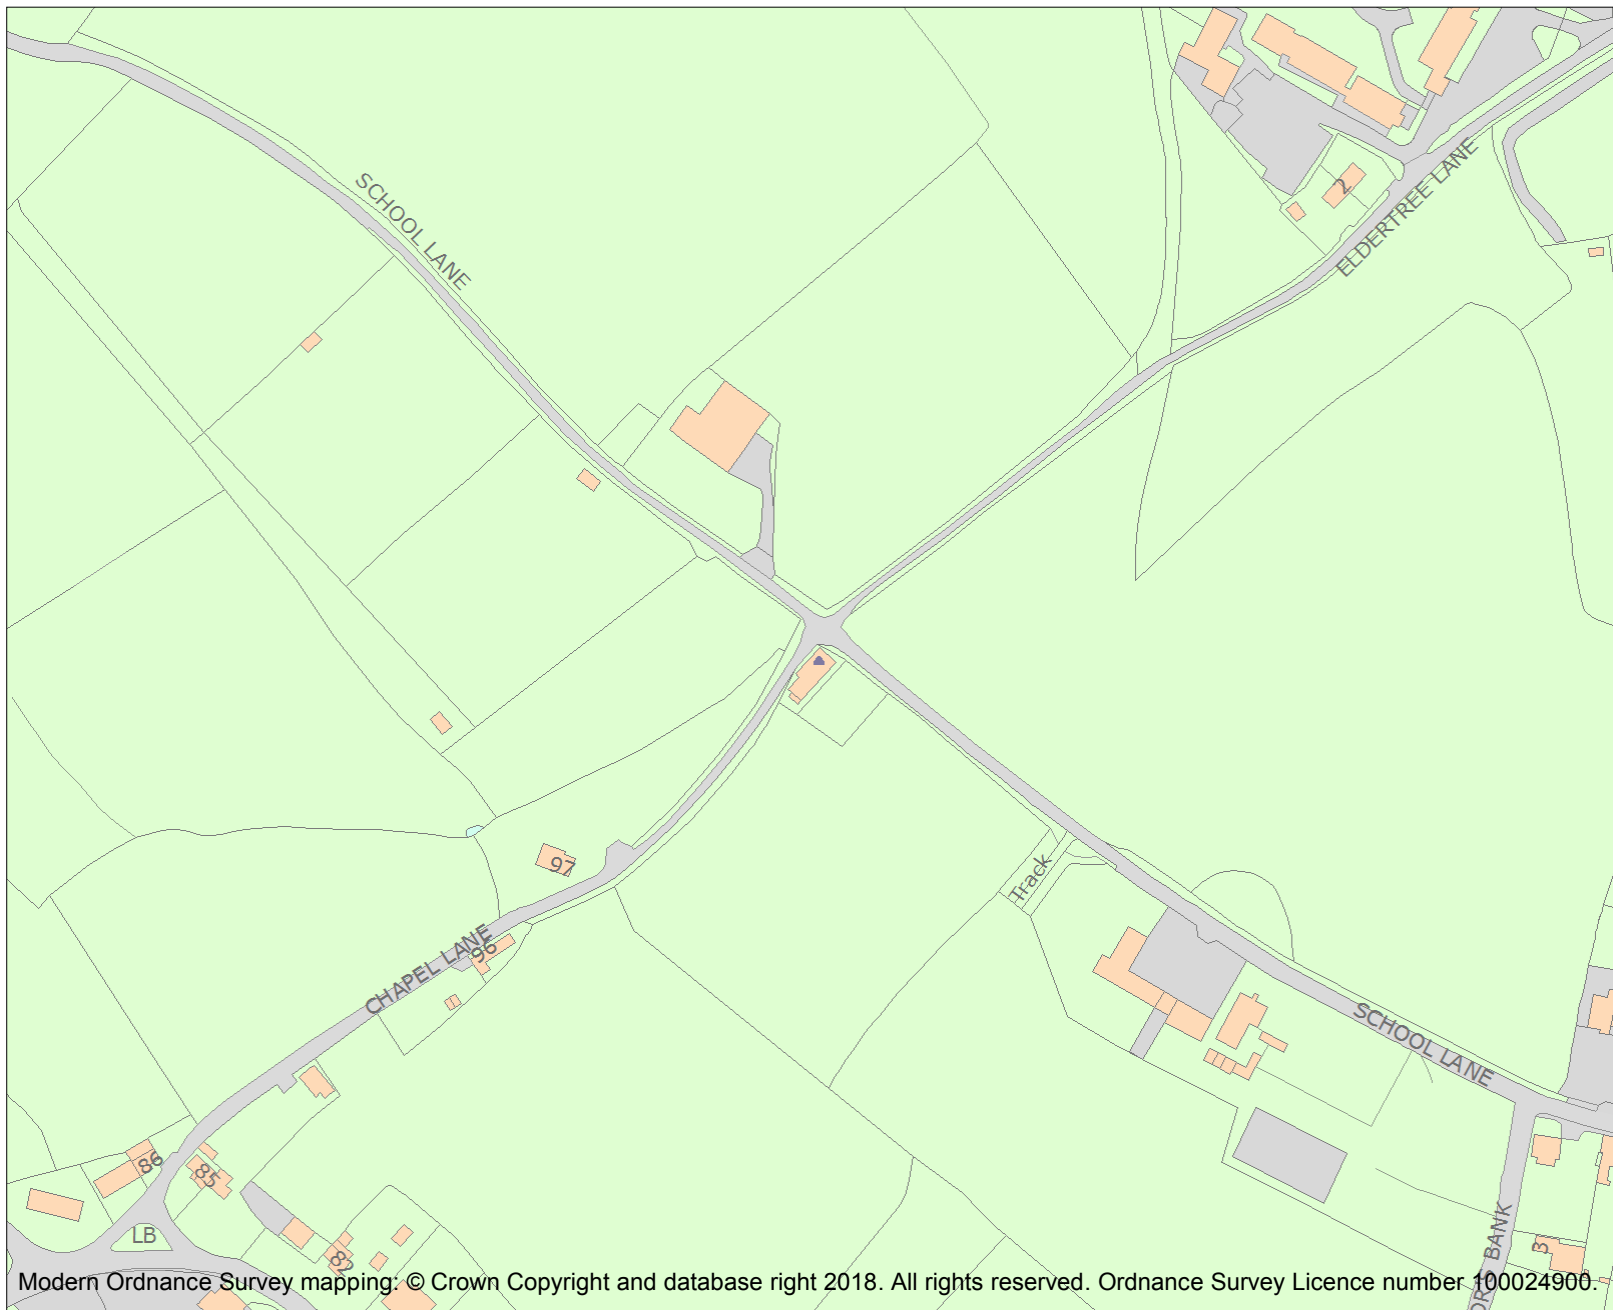 SCHOOL LANE
2
ELDERTREE LANE
97
Track
96
CHAPEL LANE
SCHOOL LANE
86
85
LB
82
BANK
3
Modern Ordnance Survey mapping: © Crown Copyright and database right 2018. All rights reserved. Ordnance Survey Licence number 100024900.